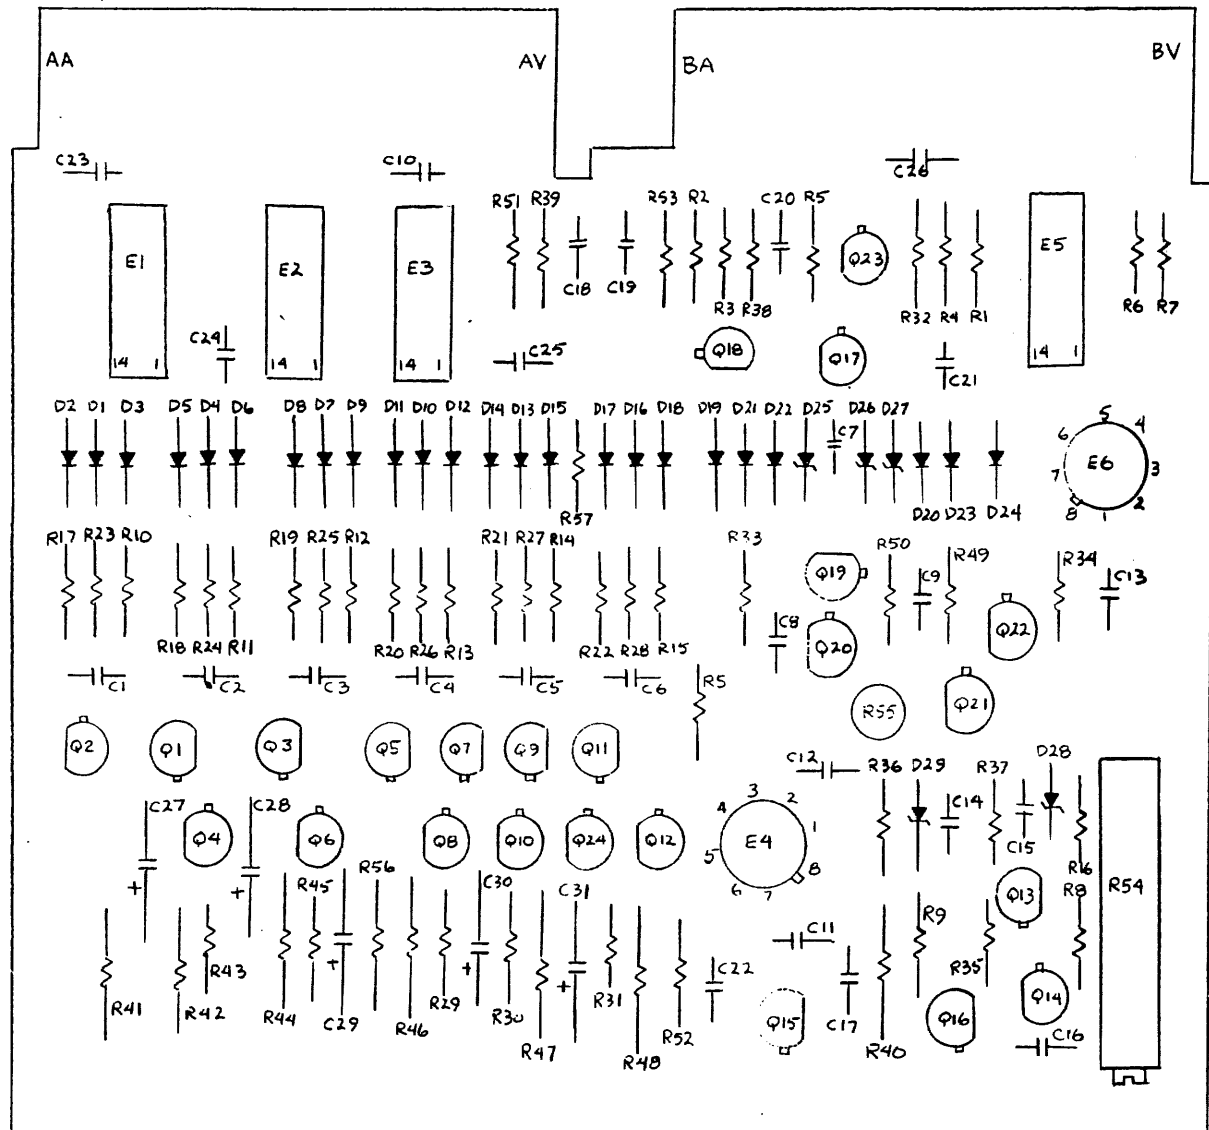 AA AV BA BV
C23 C10 C26
R51 R39 R53 R2 C20 R5
E1 E2 E3 Q23 E5
C18 C19 R3 R38 R32 R4 R1 R6 R7
C24 C25 Q18 Q17 C21
14 1 14 1 14 1 14 1
D2 D1 D3 D5 D4 D6 D8 D7 D9 D11 D10 D12 D14 D13 D15 D17 D16 D18 D19 D21 D22 D25 C7 D26 D27
5
6 4
7 E6 3
8 1 2
R57 D20 D23 D24
R17 R23 R10 R19 R25 R12 R21 R27 R14 R33 R50 R49 R34
Q19 C9 C13
R18 R24 R11 R20 R26 R13 R22 R28 R15 C8 Q20 Q22
C1 C2 C3 C4 C5 C6 R5
R55 Q21
Q2 Q1 Q3 Q5 Q7 Q9 Q11
C12 R36 D29 R37 D28
C27 C28
3
4 2
5 E4 1
6 7 8
Q4 Q6 Q8 Q10 Q24 Q12 C14 C15 R16
+ + R45 R56 C30 C31 Q13 R8 R54
R9
C11
R43 + + + R35
R41 R42 R44 C29 R46 R29 R30 R31 C22 Q14
R47 R48 R52 Q15 C17 R40 Q16 C16